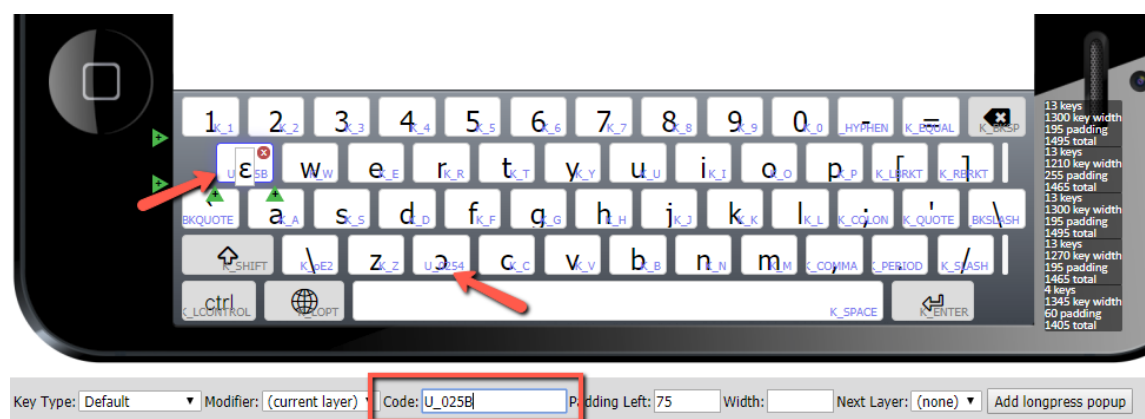 1 K_1 2 K_2 3 K_3 4 K_4 5 K_5 6 K_6 7 K_7 8 K_8 9 K_9 0 K_0 - _HYPHEN = K_EQUAL K_BKSP
U ɛ 5B w K_W e K_E r K_R t K_T y K_Y u K_U i K_I o K_O p K_P [ K_LBRKT ] K_RBRKT
BKQUOTE a K_A s K_S d K_D f K_F g K_G h K_H j K_J k K_K l K_L ; K_COLON ' K_QUOTE \ BKSLASH
K_SHIFT \ K_oE2 z K_Z ɔ U_0254 c K_C v K_V b K_B n K_N m K_M , K_COMMA . K_PERIOD / K_SLASH
ctrl K_LCONTROL K_LOPT K_SPACE K_ENTER
13 keys
1300 key width
195 padding
1495 total
13 keys
1210 key width
255 padding
1465 total
13 keys
1300 key width
195 padding
1495 total
13 keys
1270 key width
195 padding
1465 total
4 keys
1345 key width
60 padding
1405 total
Key Type: Default Modifier: (current layer) Code: U_025B Padding Left: 75 Width: Next Layer: (none) Add longpress popup